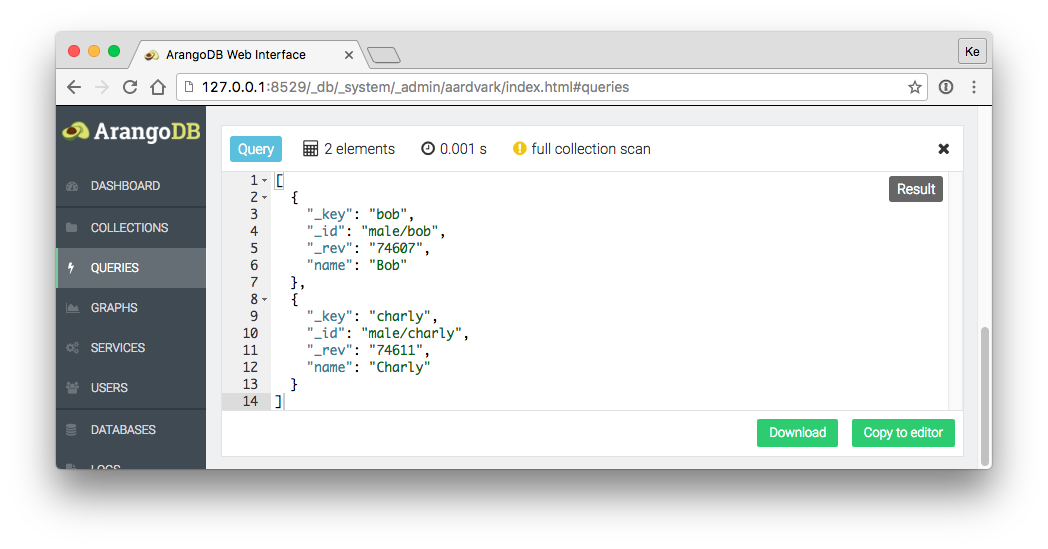 ArangoDB Web Interface
Ke
127.0.0.1:8529/_db/_system/_admin/aardvark/index.html#queries
ArangoDB
DASHBOARD
COLLECTIONS
QUERIES
GRAPHS
SERVICES
USERS
DATABASES
LOGS
Query 2 elements 0.001 s full collection scan
Result
1 [
2 {
3 "_key": "bob",
4 "_id": "male/bob",
5 "_rev": "74607",
6 "name": "Bob"
7 },
8 {
9 "_key": "charly",
10 "_id": "male/charly",
11 "_rev": "74611",
12 "name": "Charly"
13 }
14 ]
Download Copy to editor